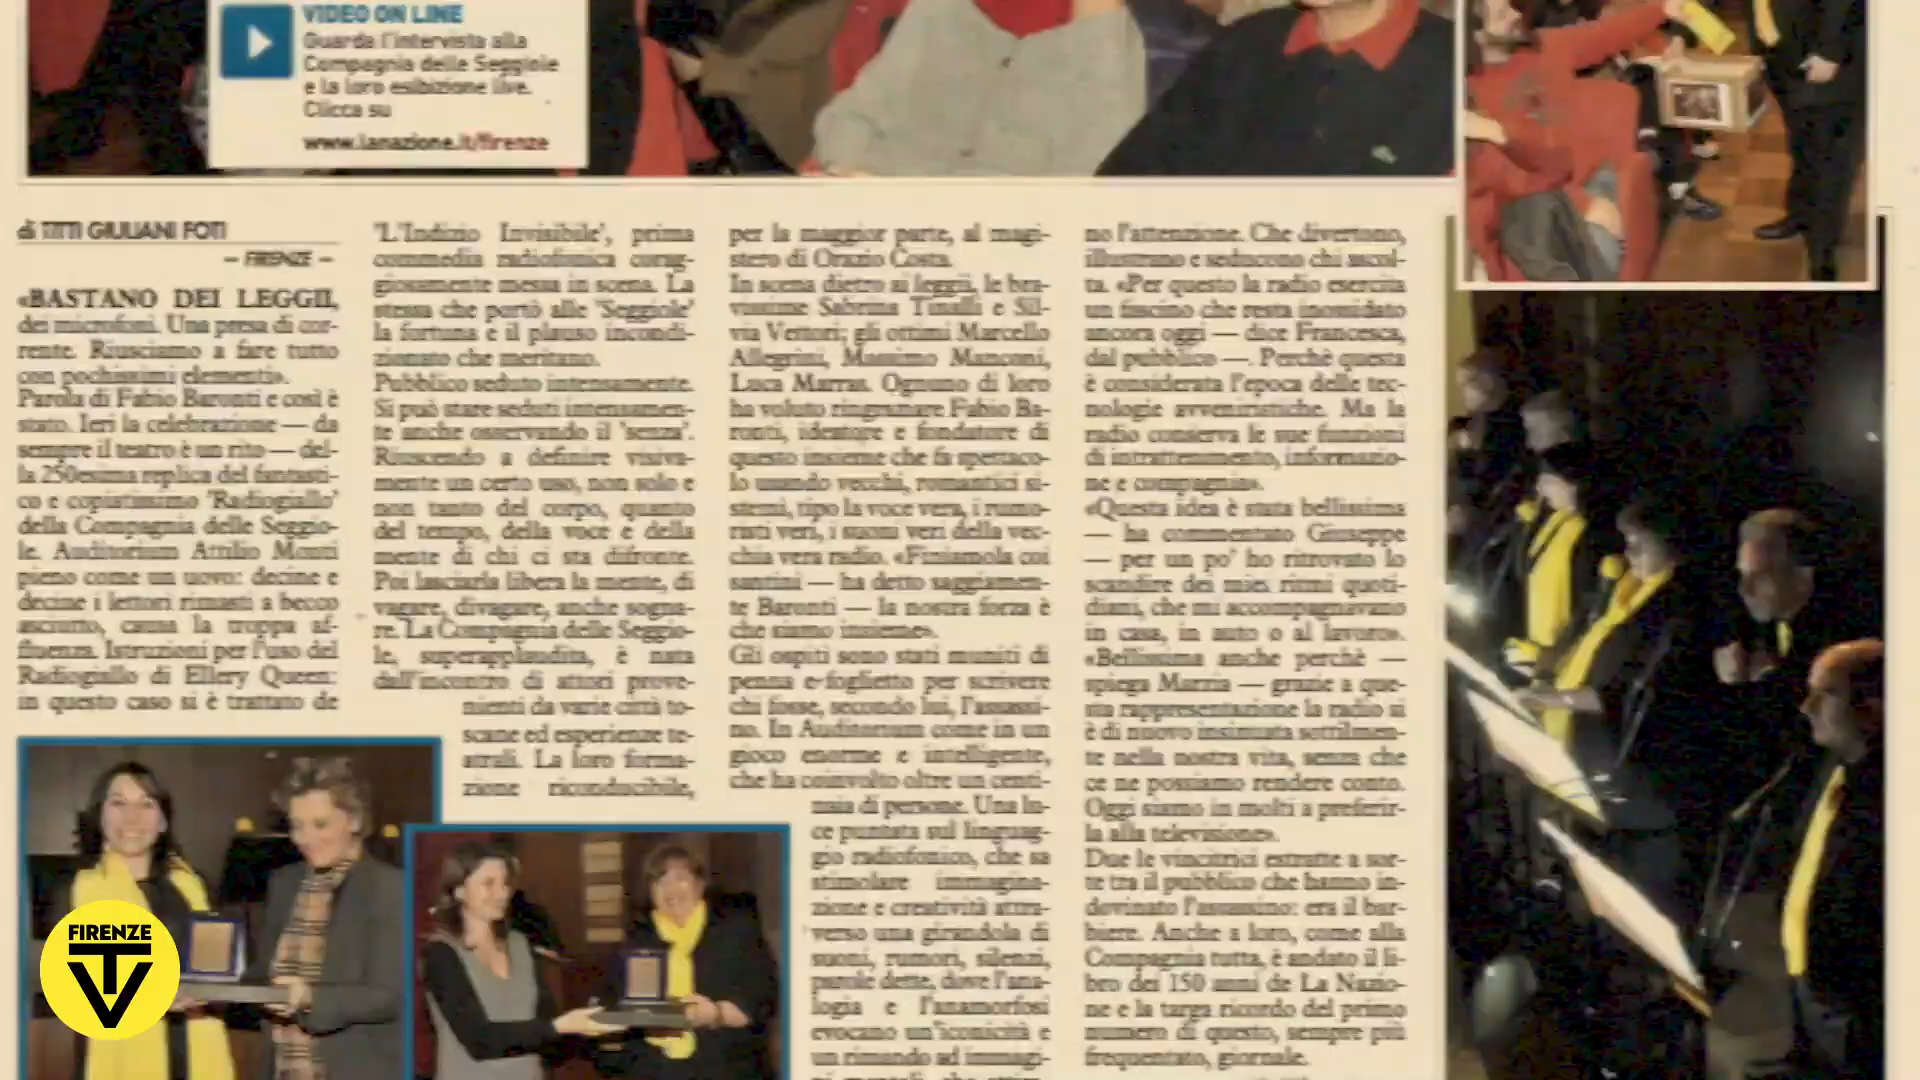 VIDEO ON LINE
Guarda l'intervista alla
Compagnia delle Seggiole
e la loro esibizione live.
Clicca su
www.lanazione.it/firenze
di TITTI GIULIANI FOTI
— FIRENZE —
«BASTANO DEI LEGGII,
dei microfoni. Una presa di cor-
rente. Riusciamo a fare tutto
con pochissimi elementi».
Parola di Fabio Baronti e così è
stato. Ieri la celebrazione — da
sempre il teatro è un rito — del-
la 250esima replica del fantasti-
co e copiatissimo 'Radiogiallo'
della Compagnia delle Seggio-
le. Auditorium Attilio Monti
pieno come un uovo: decine e
decine i lettori rimasti a becco
asciutto, causa la troppa af-
fluenza. Istruzioni per l'uso del
Radiogiallo di Ellery Queen:
in questo caso si è trattato de
'L'Indizio Invisibile', prima
commedia radiofonica corag-
giosamente messa in scena. La
stessa che portò alle 'Seggiole'
la fortuna e il plauso incondi-
zionato che meritano.
Pubblico seduto intensamente.
Si può stare seduti intensamen-
te anche osservando il 'senza'.
Riuscendo a definire visiva-
mente un certo uso, non solo e
non tanto del corpo, quanto
del tempo, della voce e della
mente di chi ci sta difronte.
Poi lasciarla libera la mente, di
vagare, divagare, anche sogna-
re. La Compagnia delle Seggio-
le, superapplaudita, è nata
dall'incontro di attori prove-
nienti da varie città to-
scane ed esperienze te-
atrali. La loro forma-
zione riconducibile,
per la maggior parte, al magi-
stero di Orazio Costa.
In scena dietro ai leggii, le bra-
vissime Sabrina Tinalli e Sil-
via Vettori; gli ottimi Marcello
Allegrini, Massimo Manconi,
Luca Marras. Ognuno di loro
ha voluto ringraziare Fabio Ba-
ronti, ideatore e fondatore di
questo insieme che fa spettaco-
lo usando vecchi, romantici si-
stemi, tipo la voce vera, i rumo-
risti veri, i suoni veri della vec-
chia vera radio. «Finiamola coi
santini — ha detto saggiamen-
te Baronti — la nostra forza è
che siamo insieme».
Gli ospiti sono stati muniti di
penna e foglietto per scrivere
chi fosse, secondo lui, l'assassi-
no. In Auditorium come in un
gioco enorme e intelligente,
che ha coinvolto oltre un centi-
naia di persone. Una lu-
ce puntata sul linguag-
gio radiofonico, che sa
stimolare immagina-
zione e creatività attra-
verso una girandola di
suoni, rumori, silenzi,
parole dette, dove l'ana-
logia e l'anamorfosi
evocano un'iconicità e
un rimando ad immagi-
no l'attenzione. Che divertono,
illustrano e seducono chi ascol-
ta. «Per questo la radio esercita
un fascino che resta inossidato
ancora oggi — dice Francesca,
dal pubblico —. Perchè questa
è considerata l'epoca delle tec-
nologie avveniristiche. Ma la
radio conserva le sue funzioni
di intrattenimento, informazio-
ne e compagnia».
«Questa idea è stata bellissima
— ha commentato Giuseppe
— per un po' ho ritrovato lo
scandire dei miei ritmi quoti-
diani, che mi accompagnavano
in casa, in auto o al lavoro».
«Bellissima anche perchè —
spiega Marzia — grazie a que-
sta rappresentazione la radio si
è di nuovo insinuata sottilmen-
te nella nostra vita, senza che
ce ne possiamo rendere conto.
Oggi siamo in molti a preferir-
la alla televisione».
Due le vincitrici estratte a sor-
te tra il pubblico che hanno in-
dovinato l'assassino: era il bar-
biere. Anche a loro, come alla
Compagnia tutta, è andato il li-
bro dei 150 anni de La Nazio-
ne e la targa ricordo del primo
numero di questo, sempre più
frequentato, giornale.
FIRENZE
TV